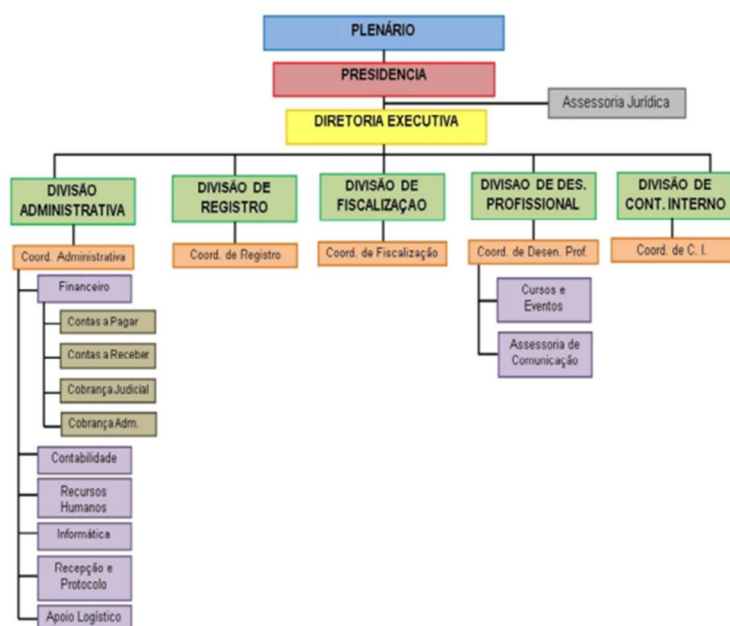 PLENÁRIO
PRESIDENCIA
Assessoria Jurídica
DIRETORIA EXECUTIVA
DIVISÃO
ADMINISTRATIVA
DIVISÃO DE
REGISTRO
DIVISÃO DE
FISCALIZAÇAO
DIVISAO DE DES.
PROFISSIONAL
DIVISÃO DE
CONT. INTERNO
Coord. Administrativa
Coord. de Registro
Coord. de Fiscalização
Coord. de Desen. Prof.
Coord. de C. I.
Financeiro
Contas a Pagar
Contas a Receber
Cobrança Judicial
Cobrança Adm.
Contabilidade
Recursos
Humanos
Informática
Recepção e
Protocolo
Apoio Logístico
Cursos e
Eventos
Assessoria de
Comunicação